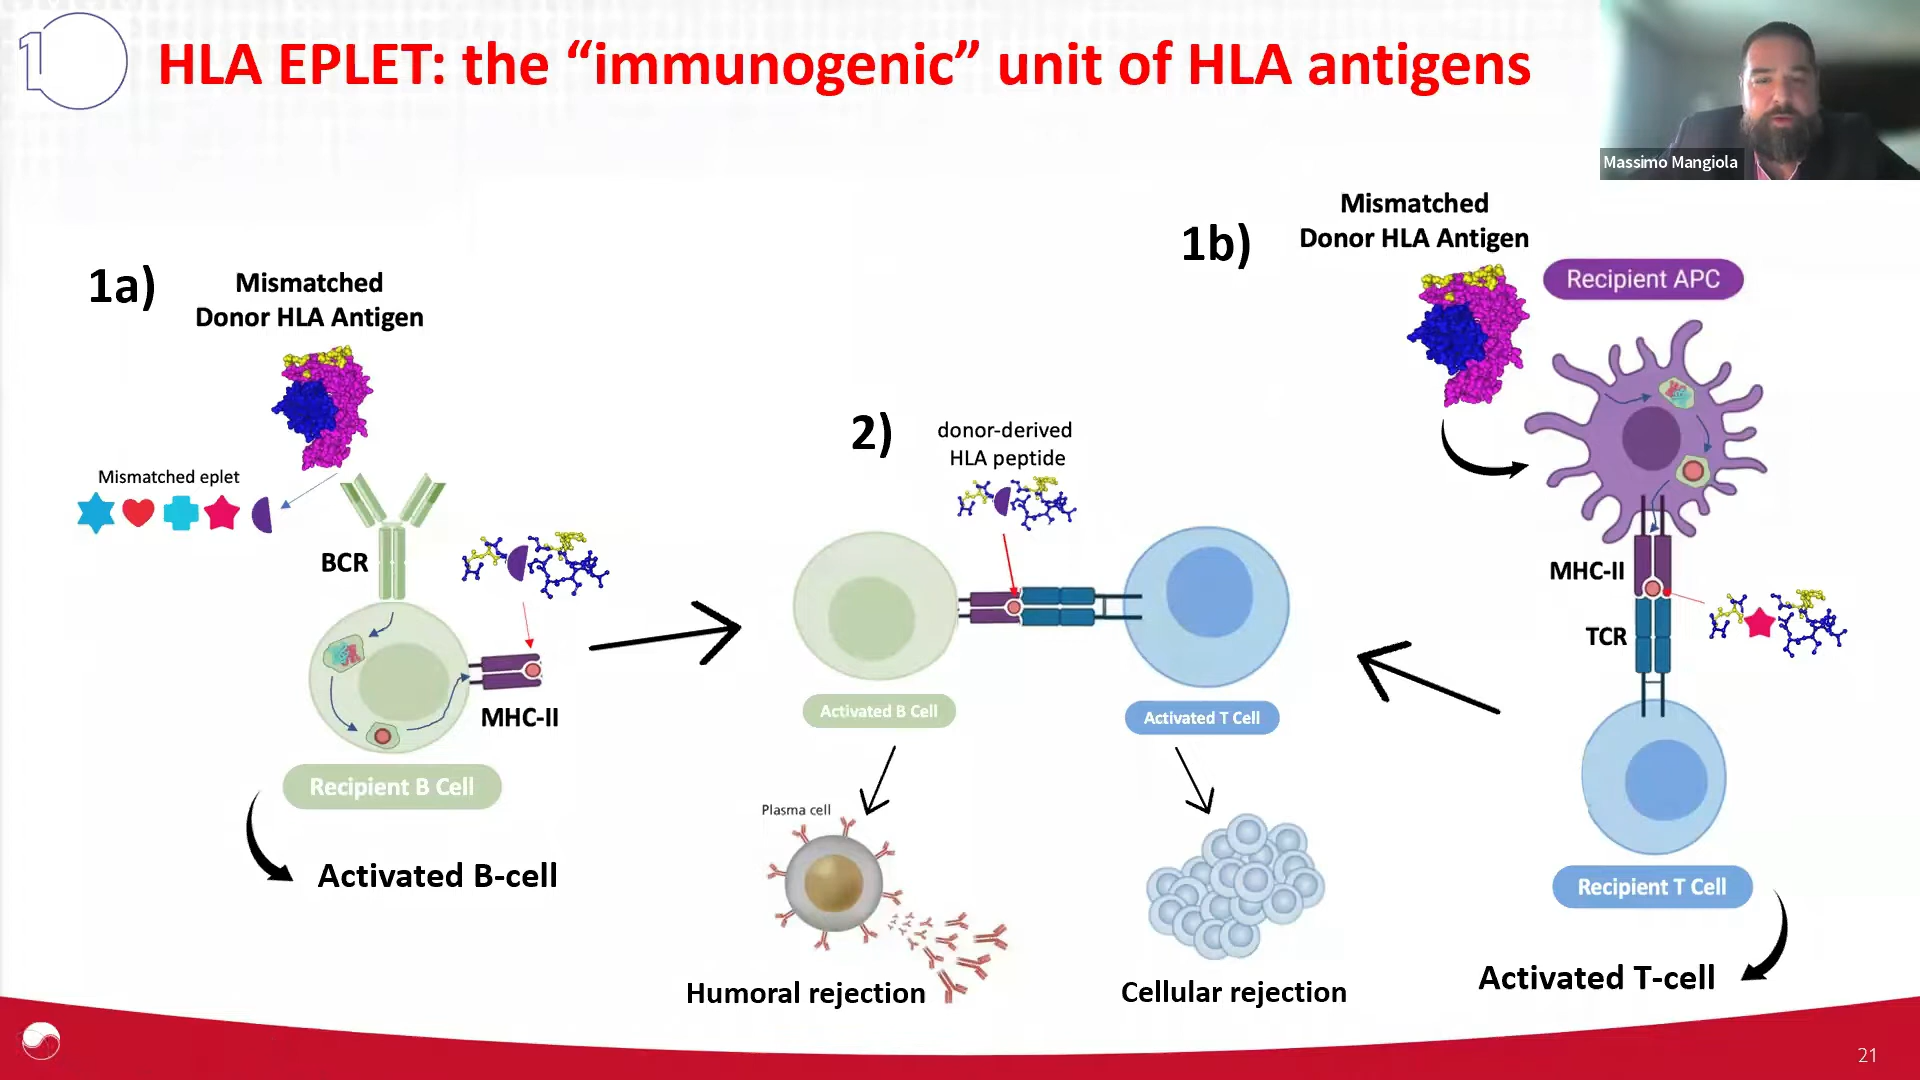 10
HLA EPLET: the “immunogenic” unit of HLA antigens
Massimo Mangiola
1a)
Mismatched
Donor HLA Antigen
Mismatched eplet
BCR
MHC-II
Recipient B Cell
Activated B-cell
2)
donor-derived
HLA peptide
Activated B Cell
Activated T Cell
Plasma cell
Humoral rejection
Cellular rejection
1b)
Mismatched
Donor HLA Antigen
Recipient APC
MHC-II
TCR
Recipient T Cell
Activated T-cell
21